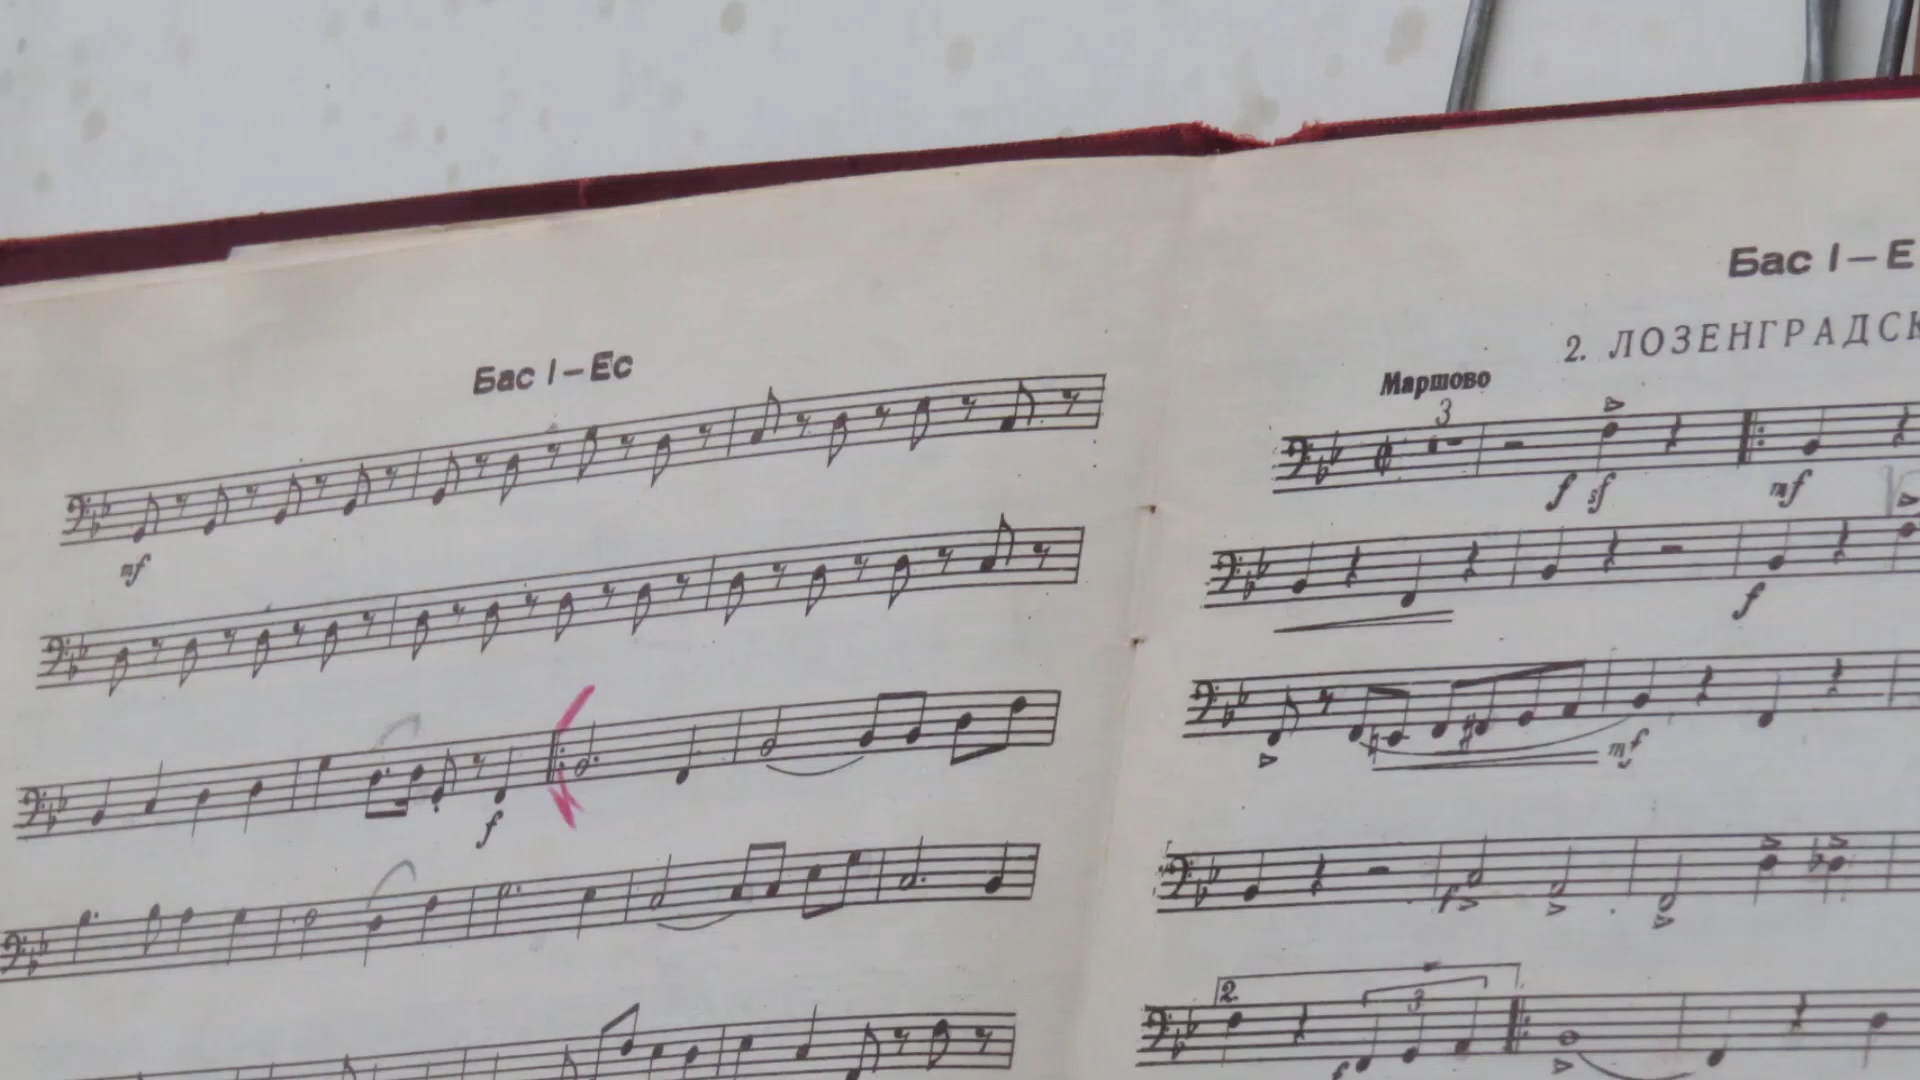 Бас I – Ес
mf
f
Бас I – Е
2. ЛОЗЕНГРАДСК
Маршово
3
f sf mf
f
mf
f
2.
3
f